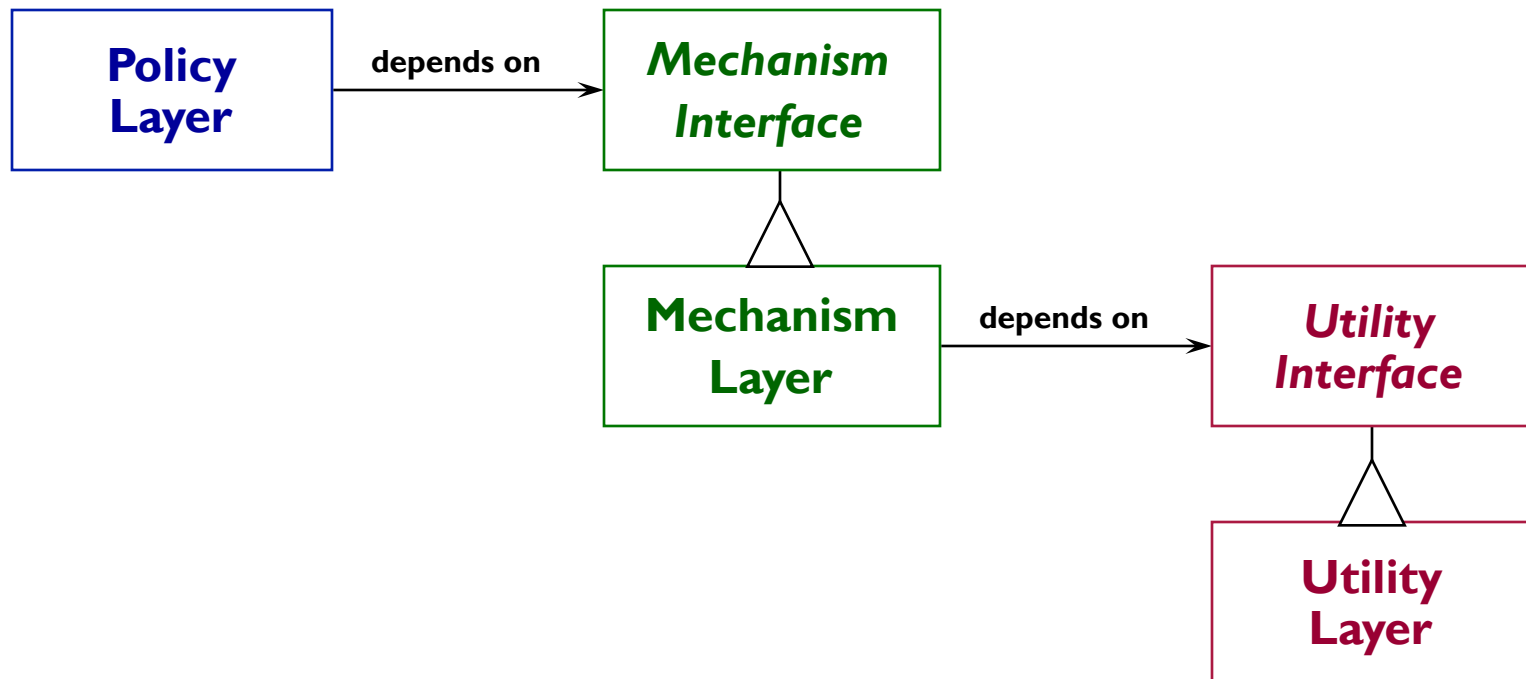 Policy
Layer
depends on
Mechanism
Interface
Mechanism
Layer
depends on
Utility
Interface
Utility
Layer